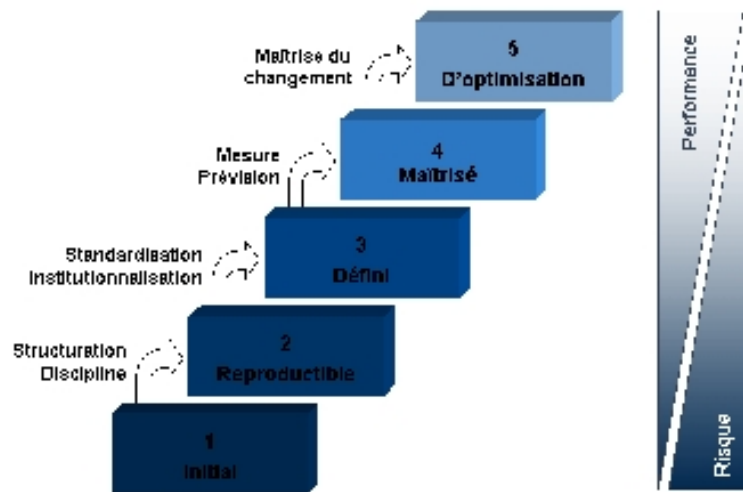 Maîtrise du
changement
5
D'optimisation
Mesure
Prévision
4
Maîtrisé
Standardisation
Institutionnalisation
3
Défini
Structuration
Discipline
2
Reproductible
1
Initial
Performance
Risque